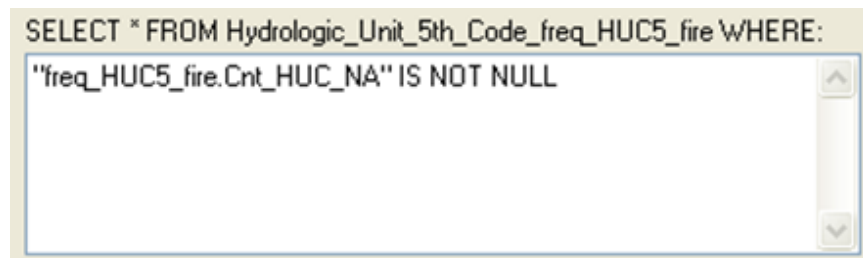 SELECT * FROM Hydrologic_Unit_5th_Code_freq_HUC5_fire WHERE:
"freq_HUC5_fire.Cnt_HUC_NA" IS NOT NULL